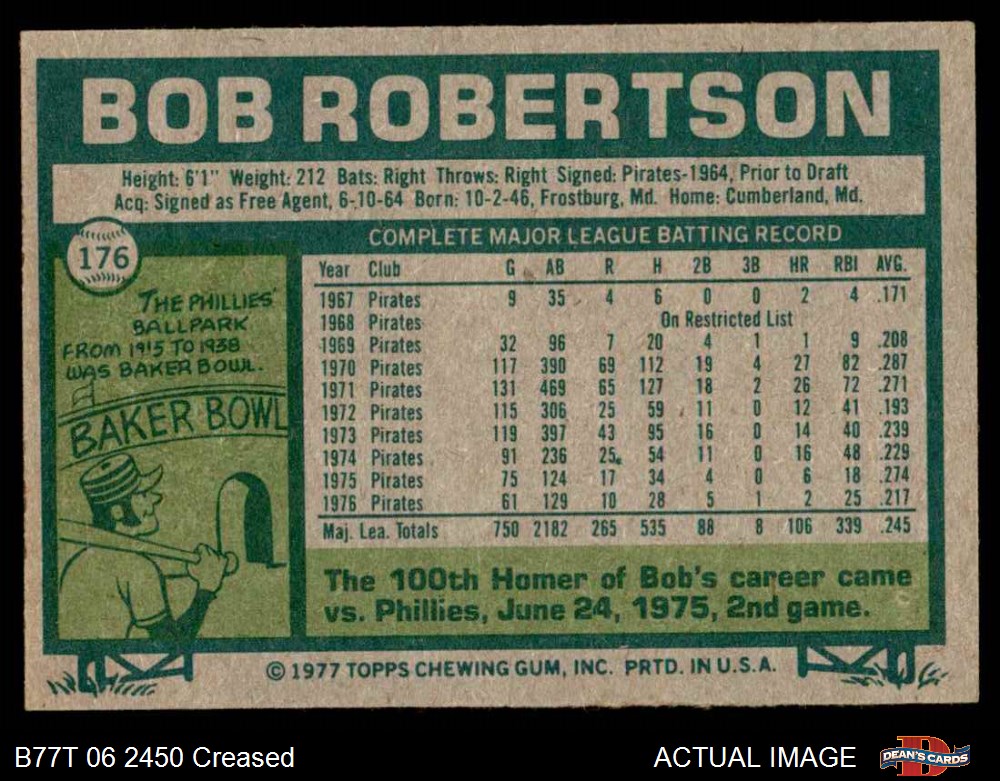 BOB ROBERTSON
Height: 6'1" Weight: 212 Bats: Right Throws: Right Signed: Pirates-1964, Prior to Draft
Acq: Signed as Free Agent, 6-10-64 Born: 10-2-46, Frostburg, Md. Home: Cumberland, Md.
176
THE PHILLIES'
BALLPARK
FROM 1915 TO 1938
WAS BAKER BOWL.
BAKER BOWL
COMPLETE MAJOR LEAGUE BATTING RECORD
Year Club G AB R H 2B 3B HR RBI AVG.
1967 Pirates 9 35 4 6 0 0 2 4 .171
1968 Pirates On Restricted List
1969 Pirates 32 96 7 20 4 1 1 9 .208
1970 Pirates 117 390 69 112 19 4 27 82 .287
1971 Pirates 131 469 65 127 18 2 26 72 .271
1972 Pirates 115 306 25 59 11 0 12 41 .193
1973 Pirates 119 397 43 95 16 0 14 40 .239
1974 Pirates 91 236 25 54 11 0 16 48 .229
1975 Pirates 75 124 17 34 4 0 6 18 .274
1976 Pirates 61 129 10 28 5 1 2 25 .217
Maj. Lea. Totals 750 2182 265 535 88 8 106 339 .245
The 100th Homer of Bob's career came
vs. Phillies, June 24, 1975, 2nd game.
© 1977 TOPPS CHEWING GUM, INC. PRTD. IN U.S.A.
B77T 06 2450 Creased
ACTUAL IMAGE
D
DEAN'S CARDS